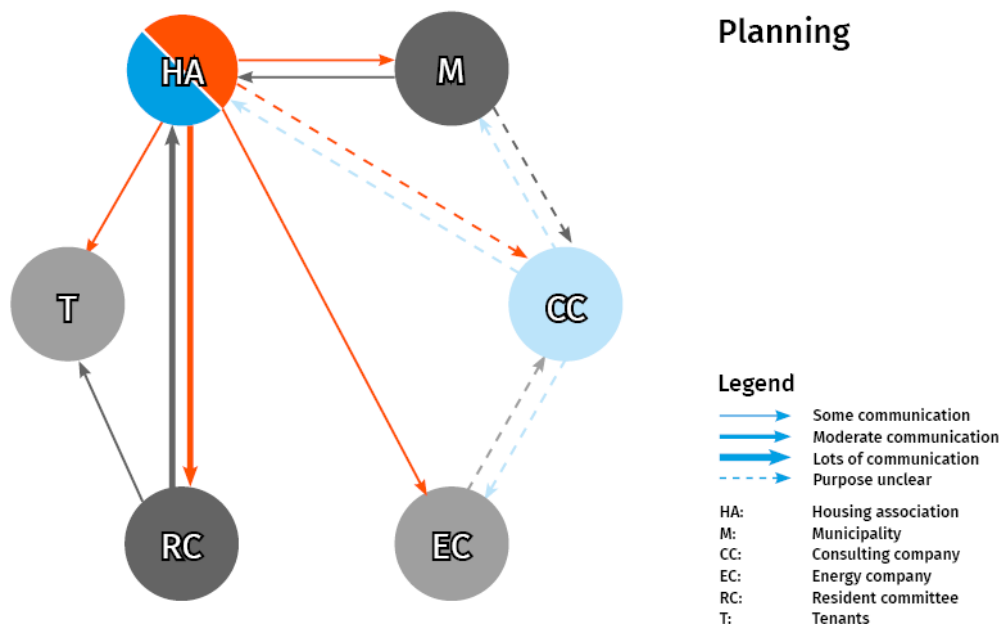 Planning
HA
M
T
CC
RC
EC
Legend
Some communication
Moderate communication
Lots of communication
Purpose unclear
HA: Housing association
M: Municipality
CC: Consulting company
EC: Energy company
RC: Resident committee
T: Tenants